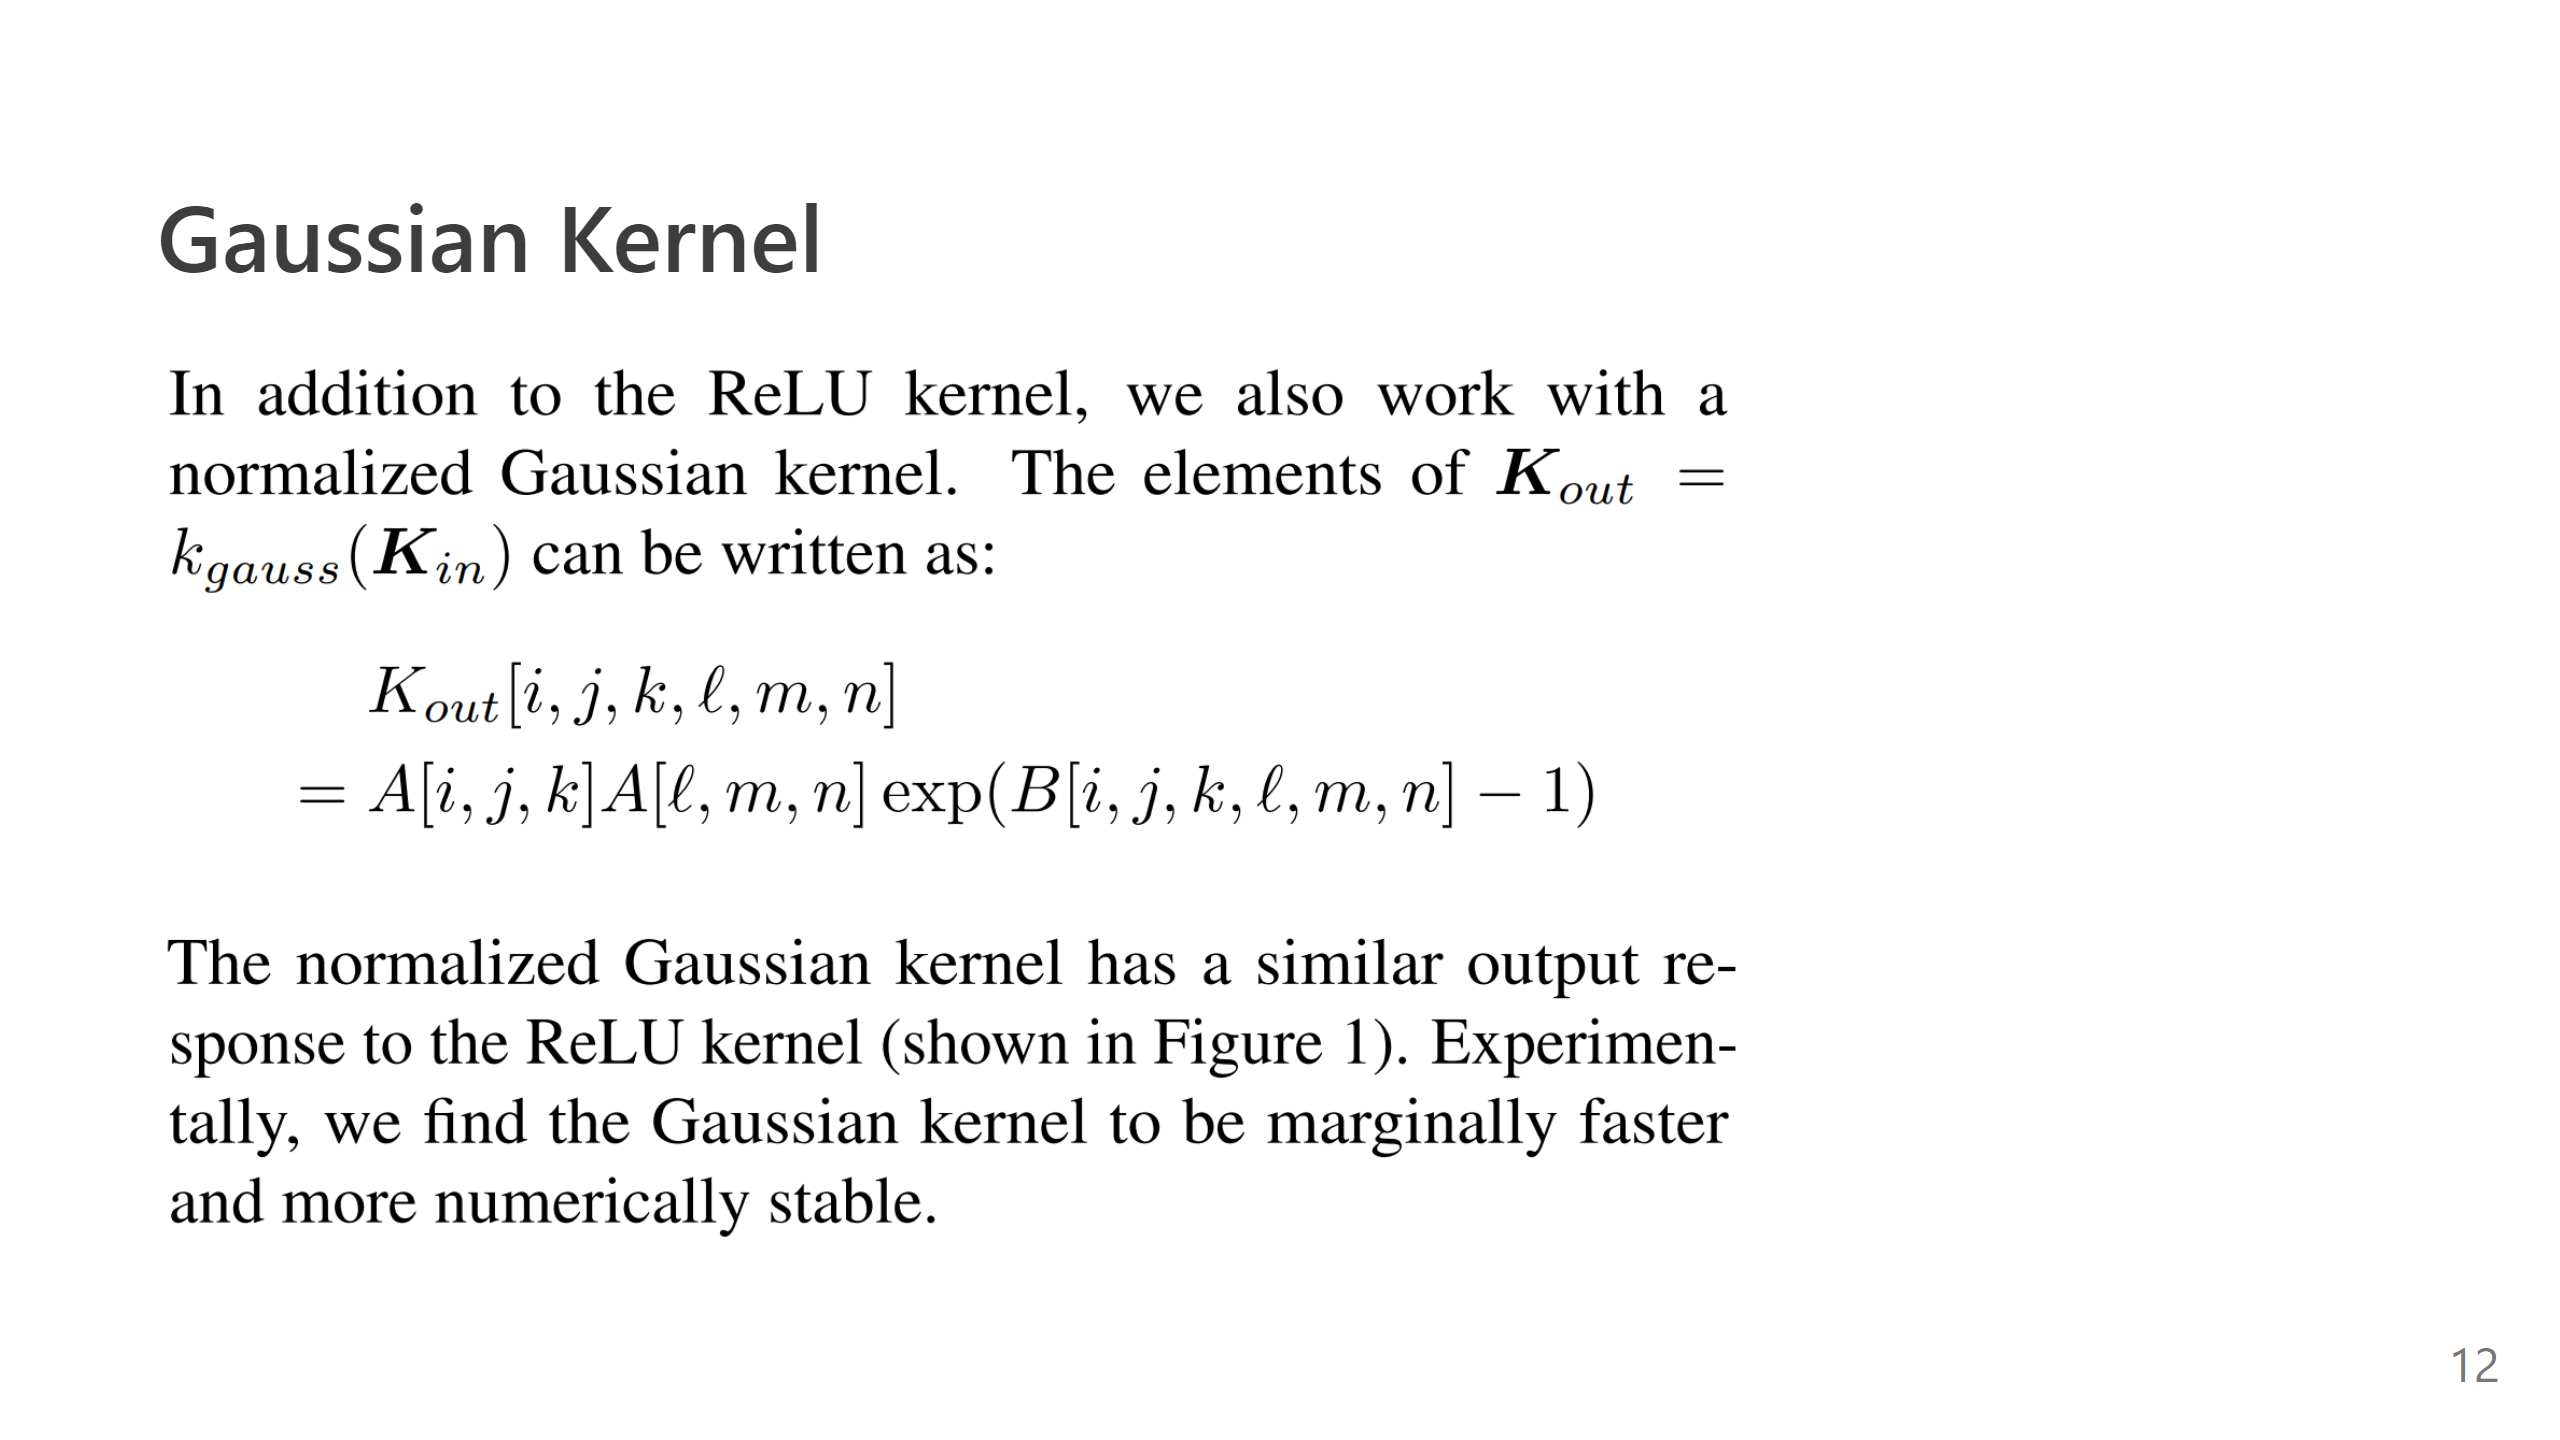 Gaussian Kernel
In addition to the ReLU kernel, we also work with a
normalized Gaussian kernel. The elements of K_out =
k_gauss(K_in) can be written as:
K_out[i, j, k, ℓ, m, n]
= A[i, j, k]A[ℓ, m, n] exp(B[i, j, k, ℓ, m, n] − 1)
The normalized Gaussian kernel has a similar output re-
sponse to the ReLU kernel (shown in Figure 1). Experimen-
tally, we find the Gaussian kernel to be marginally faster
and more numerically stable.
12